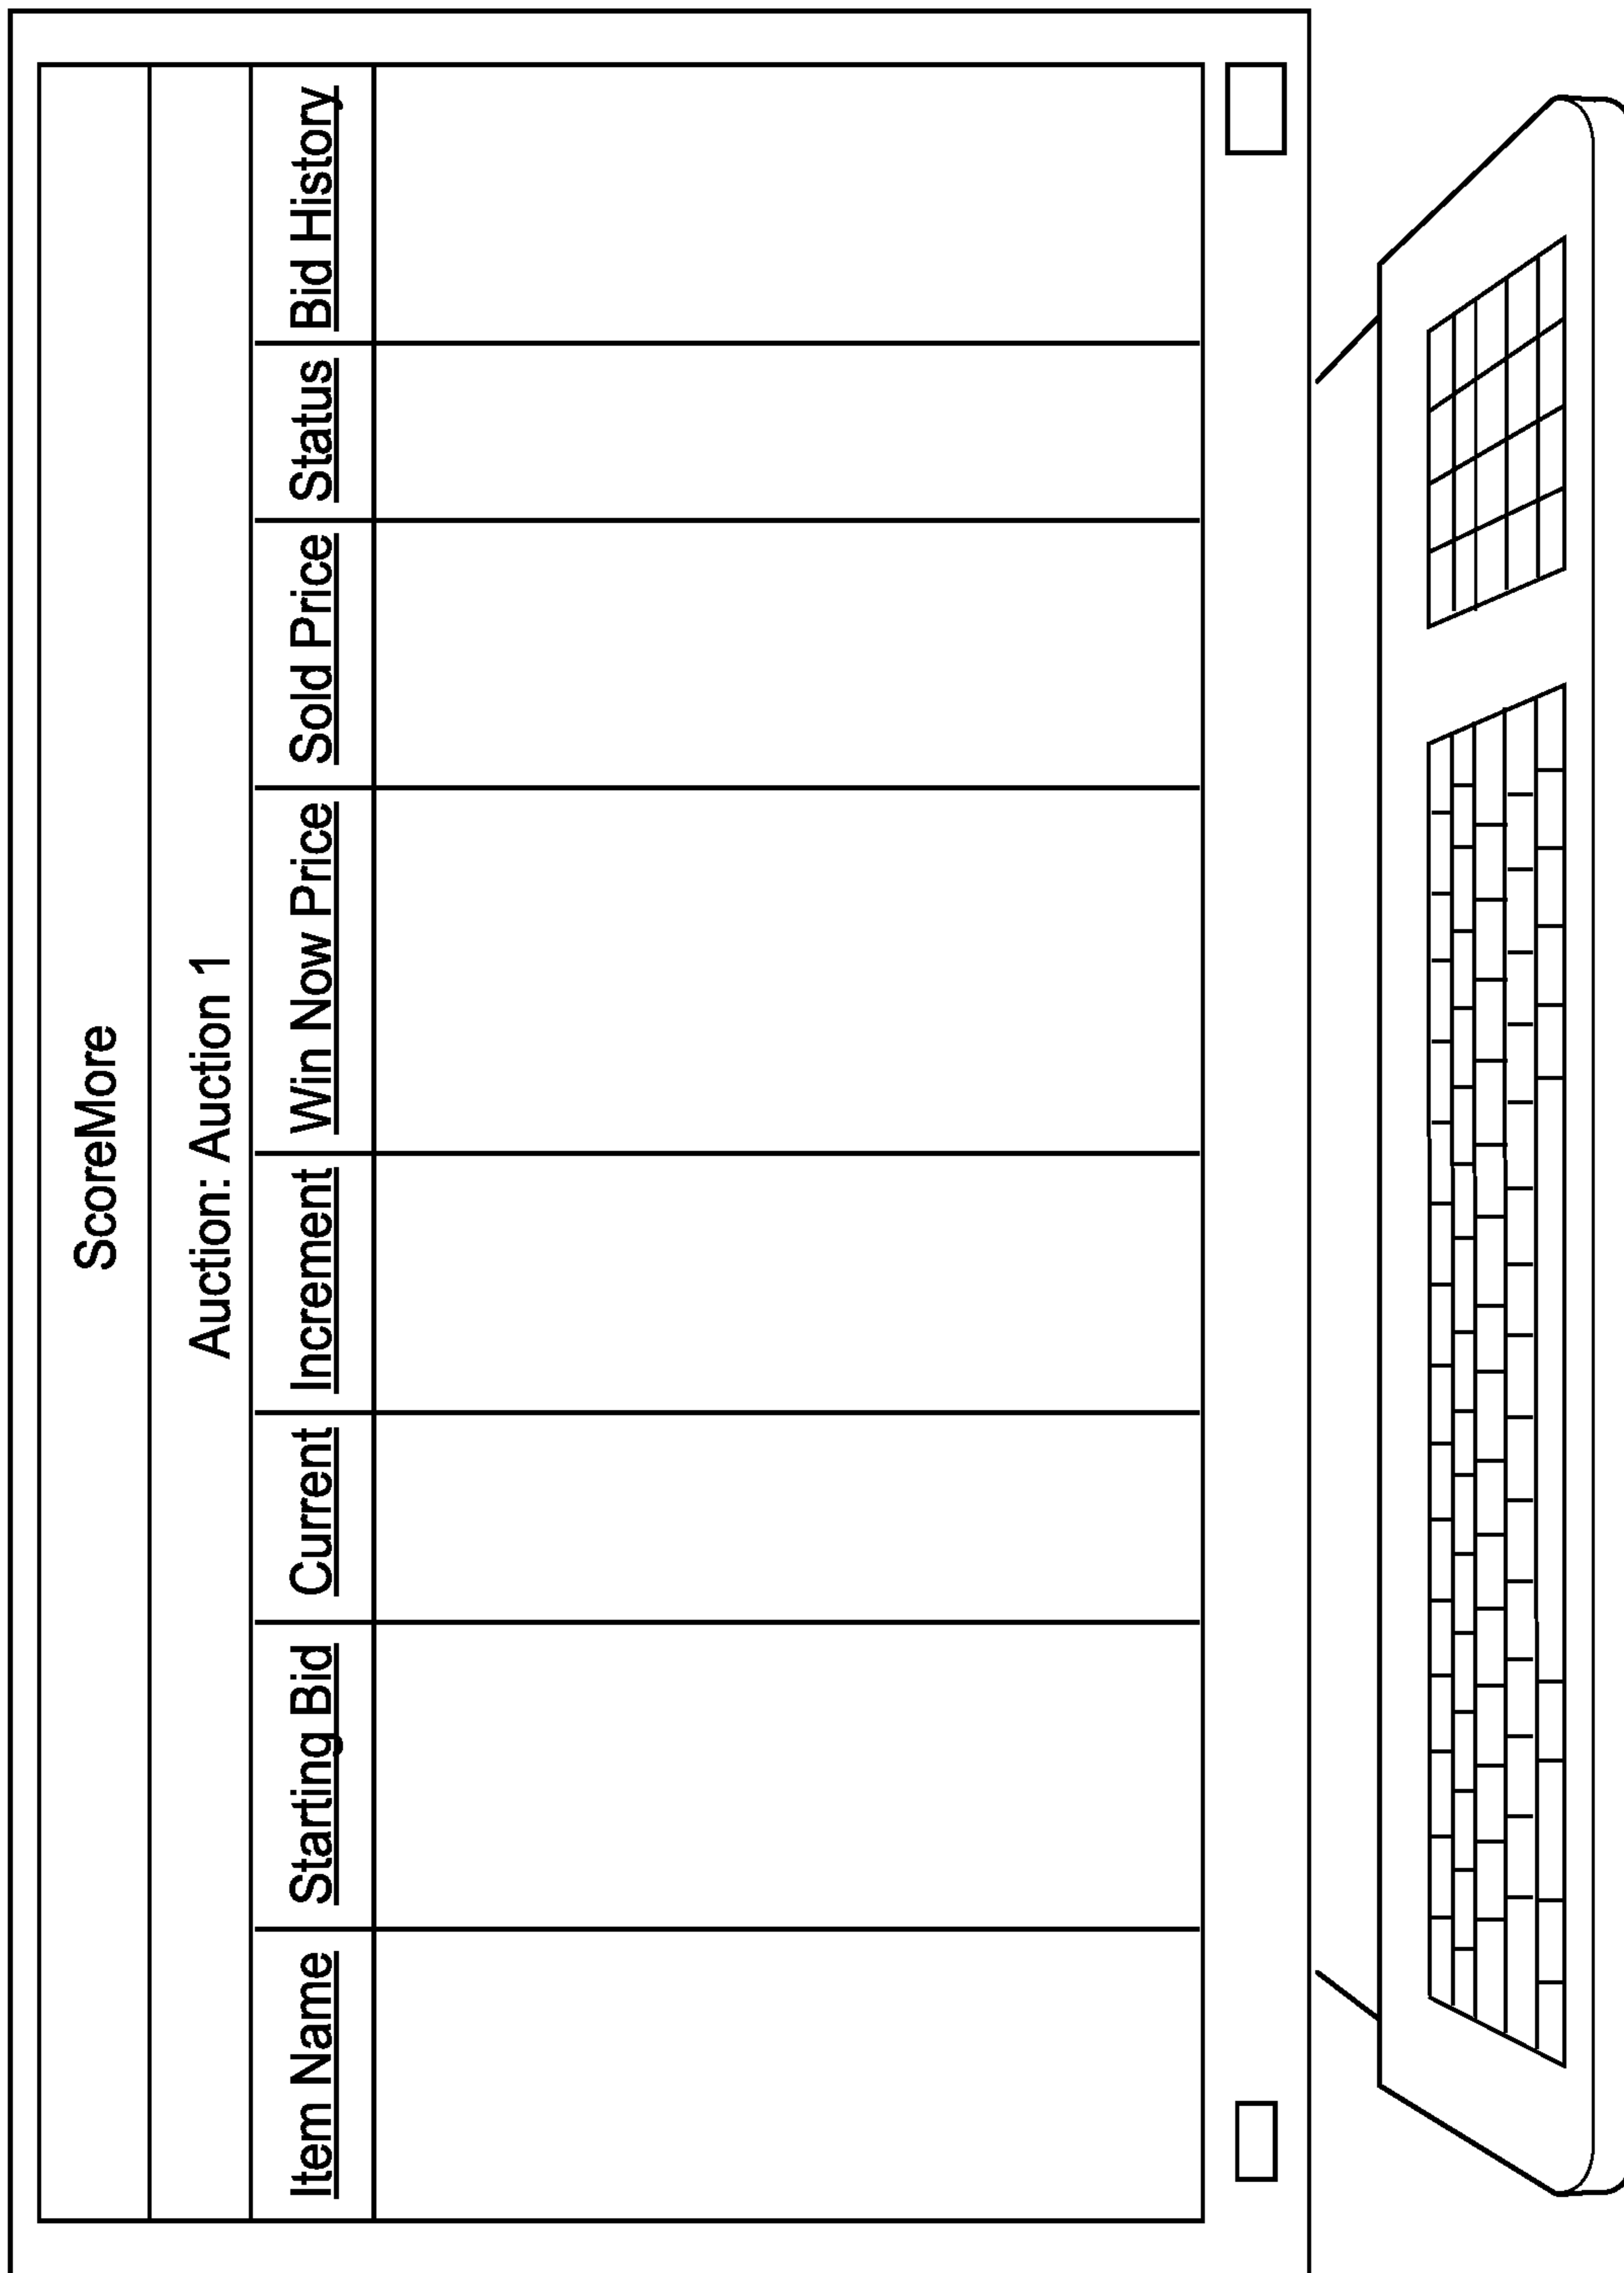 ScoreMore
Auction: Auction 1
Item Name Starting Bid Current Increment Win Now Price Sold Price Status Bid History